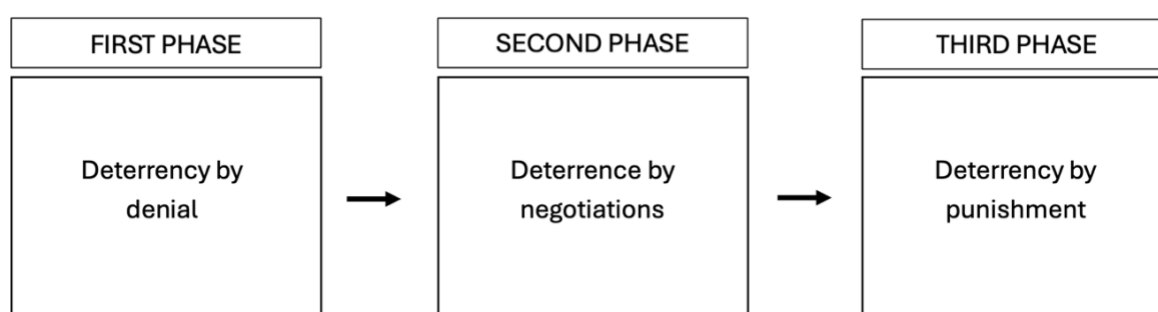 FIRST PHASE
Deterrency by
denial
SECOND PHASE
Deterrence by
negotiations
THIRD PHASE
Deterrency by
punishment